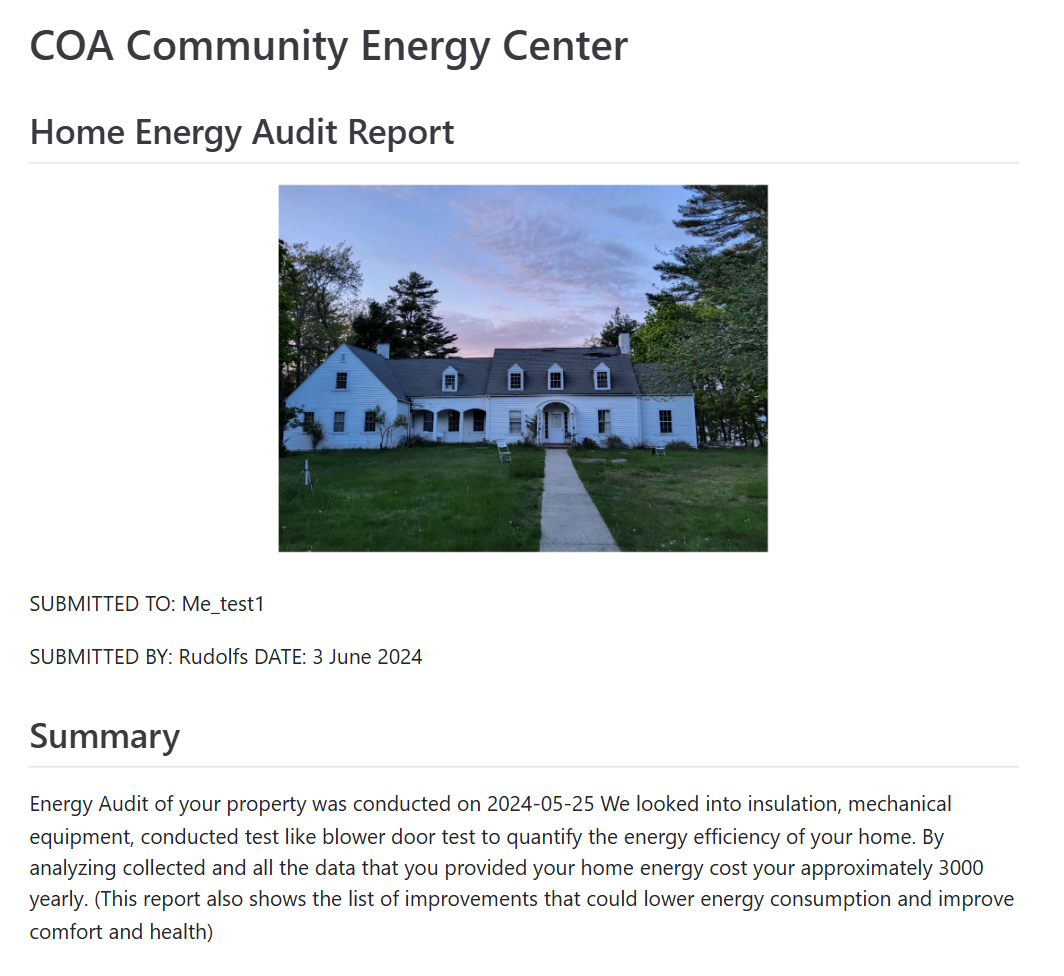 COA Community Energy Center
Home Energy Audit Report
SUBMITTED TO: Me_test1
SUBMITTED BY: Rudolfs DATE: 3 June 2024
Summary
Energy Audit of your property was conducted on 2024-05-25 We looked into insulation, mechanical
equipment, conducted test like blower door test to quantify the energy efficiency of your home. By
analyzing collected and all the data that you provided your home energy cost your approximately 3000
yearly. (This report also shows the list of improvements that could lower energy consumption and improve
comfort and health)